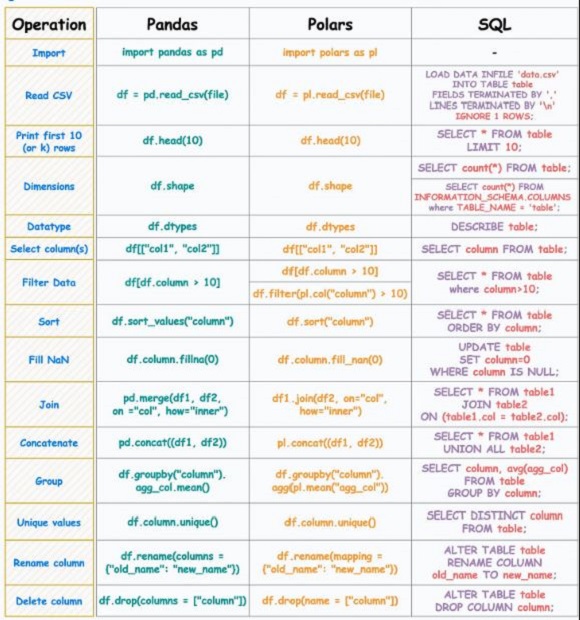 Operation Pandas Polars SQL
Import import pandas as pd import polars as pl -
Read CSV df = pd.read_csv(file) df = pl.read_csv(file)
LOAD DATA INFILE 'data.csv'
INTO TABLE table
FIELDS TERMINATED BY ','
LINES TERMINATED BY '\n'
IGNORE 1 ROWS;
Print first 10
(or k) rows
df.head(10) df.head(10)
SELECT * FROM table
LIMIT 10;
Dimensions df.shape df.shape
SELECT count(*) FROM table;
SELECT count(*) FROM
INFORMATION_SCHEMA.COLUMNS
where TABLE_NAME = 'table';
Datatype df.dtypes df.dtypes DESCRIBE table;
Select column(s) df[["col1", "col2"]] df[["col1", "col2"]] SELECT column FROM table;
Filter Data df[df.column > 10]
df[df.column > 10]
df.filter(pl.col("column") > 10)
SELECT * FROM table
where column>10;
Sort df.sort_values("column") df.sort("column")
SELECT * FROM table
ORDER BY column;
Fill NaN df.column.fillna(0) df.column.fill_nan(0)
UPDATE table
SET column=0
WHERE column IS NULL;
Join
pd.merge(df1, df2,
on ="col", how="inner")
df1.join(df2, on="col",
how="inner")
SELECT * FROM table1
JOIN table2
ON (table1.col = table2.col);
Concatenate pd.concat((df1, df2)) pl.concat((df1, df2))
SELECT * FROM table1
UNION ALL table2;
Group
df.groupby("column").
agg_col.mean()
df.groupby("column").
agg(pl.mean("agg_col"))
SELECT column, avg(agg_col)
FROM table
GROUP BY column;
Unique values df.column.unique() df.column.unique()
SELECT DISTINCT column
FROM table;
Rename column
df.rename(columns =
{"old_name": "new_name"})
df.rename(mapping =
{"old_name": "new_name"})
ALTER TABLE table
RENAME COLUMN
old_name TO new_name;
Delete column df.drop(columns = ["column"]) df.drop(name = ["column"])
ALTER TABLE table
DROP COLUMN column;